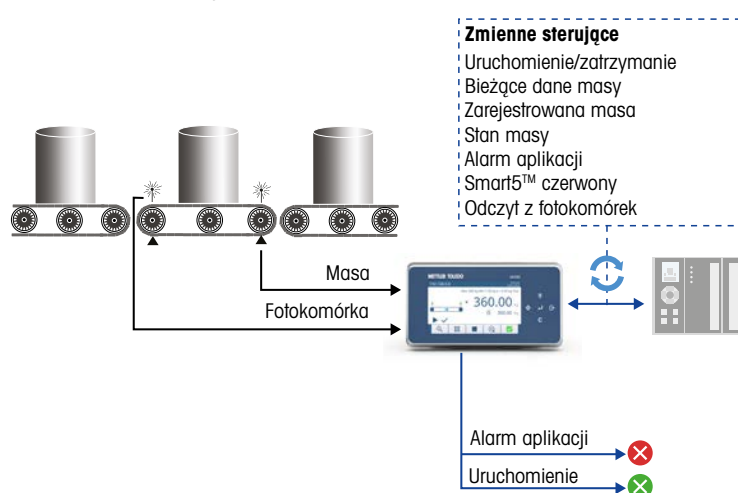 Zmienne sterujące
Uruchomienie/zatrzymanie
Bieżące dane masy
Zarejestrowana masa
Stan masy
Alarm aplikacji
Smart5™ czerwony
Odczyt z fotokomórek
Masa
Fotokomórka
METTLER TOLEDO
360.00
Alarm aplikacji
Uruchomienie